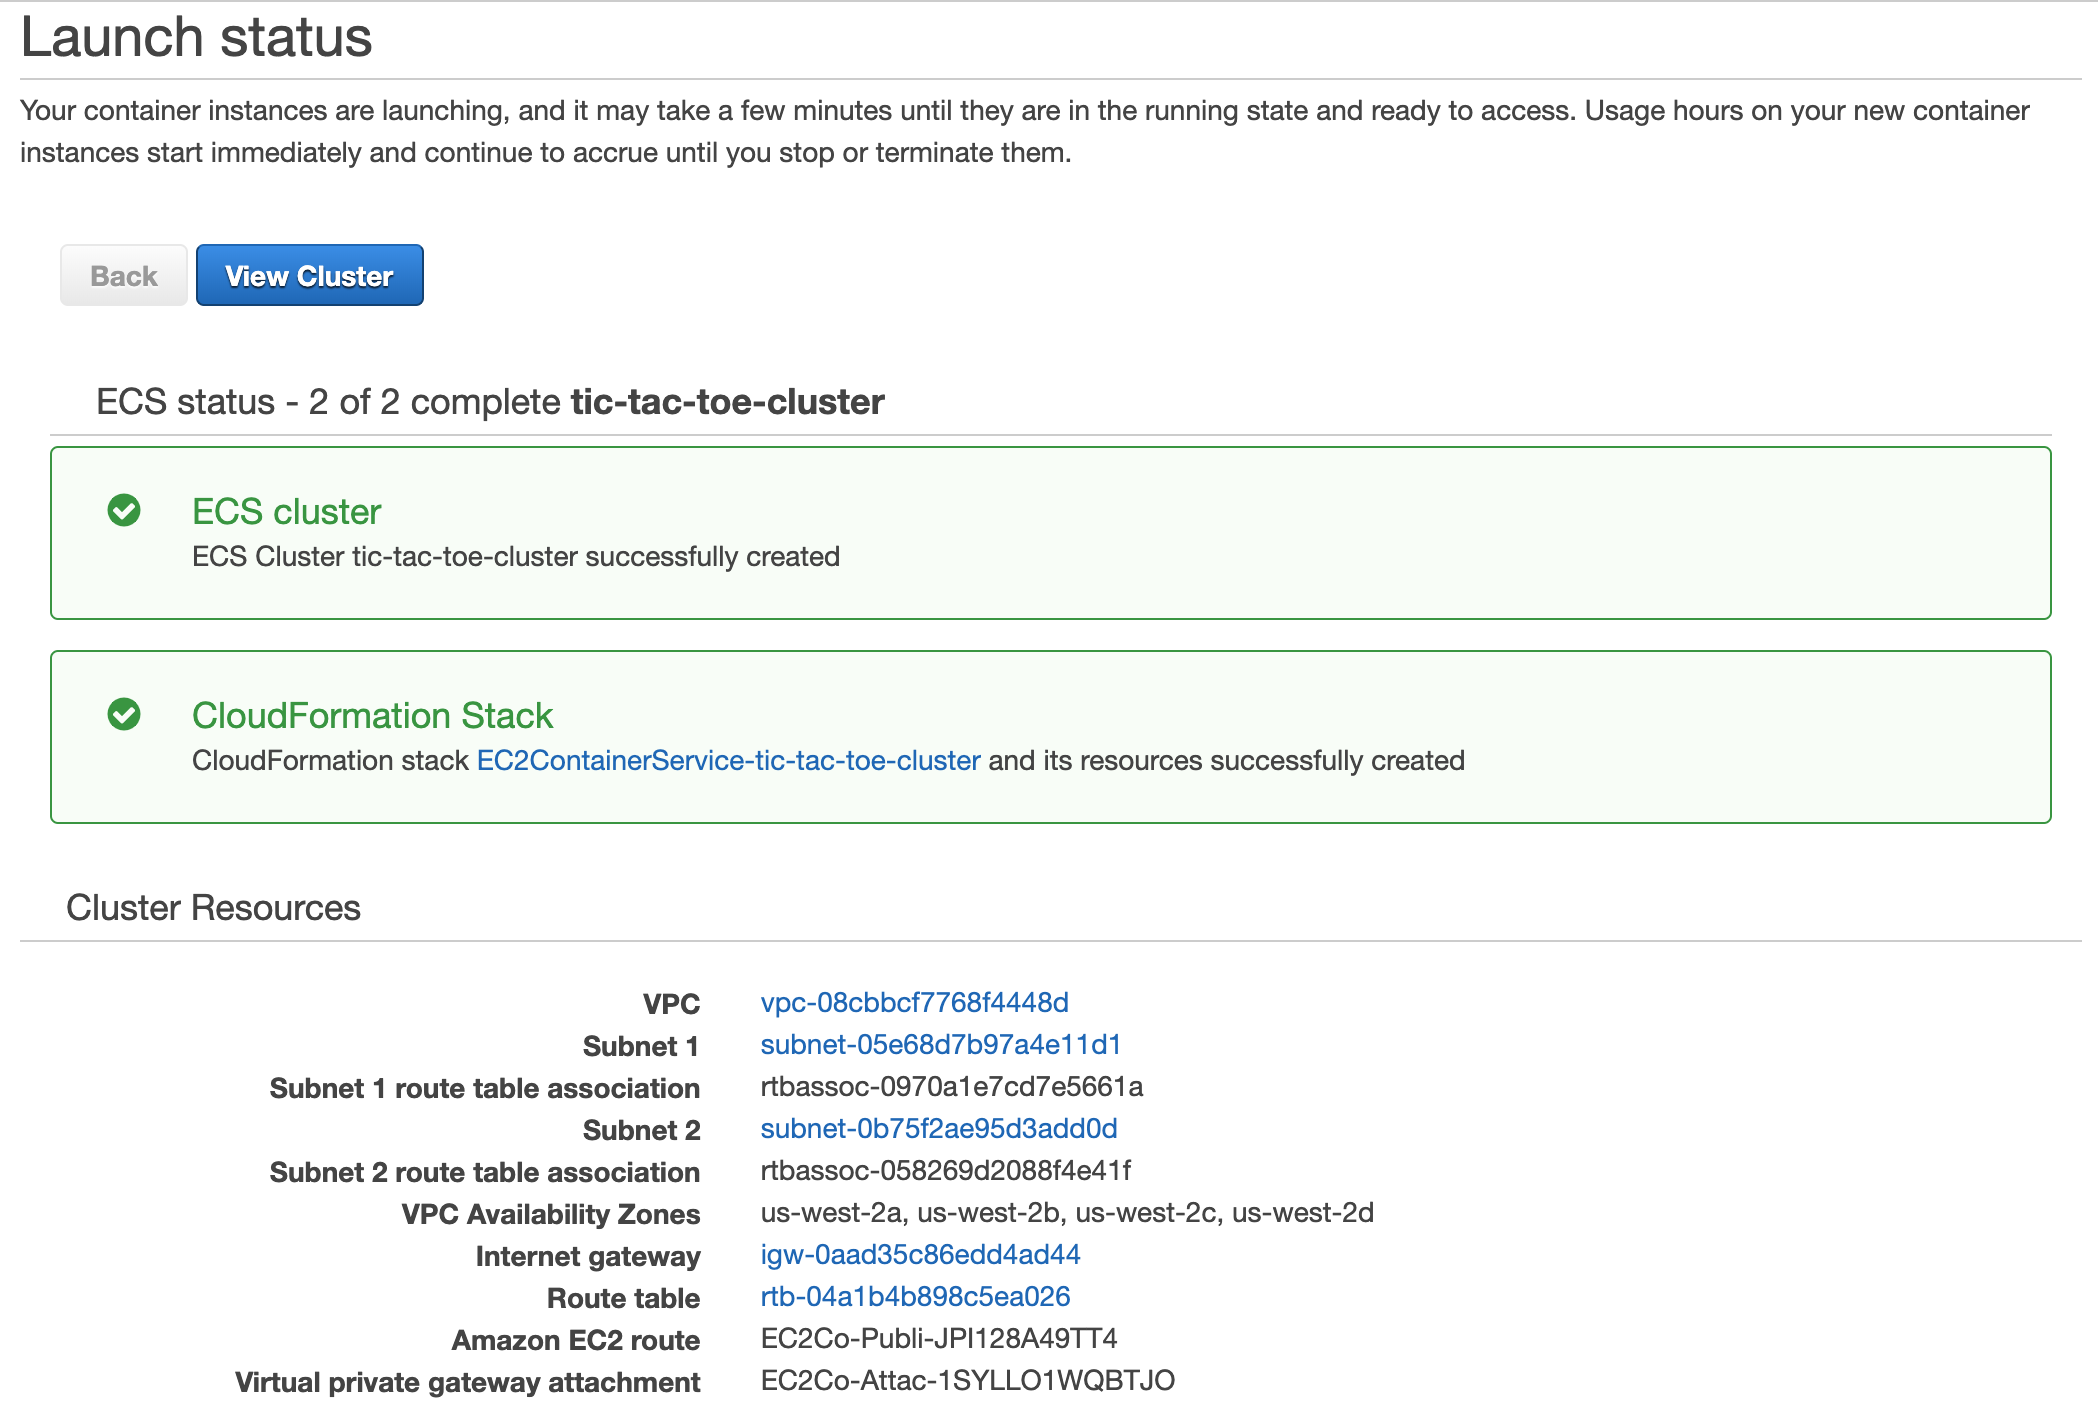 Launch status
Your container instances are launching, and it may take a few minutes until they are in the running state and ready to access. Usage hours on your new container
instances start immediately and continue to accrue until you stop or terminate them.
Back View Cluster
ECS status - 2 of 2 complete tic-tac-toe-cluster
ECS cluster
ECS Cluster tic-tac-toe-cluster successfully created
CloudFormation Stack
CloudFormation stack EC2ContainerService-tic-tac-toe-cluster and its resources successfully created
Cluster Resources
VPC vpc-08cbbcf7768f4448d
Subnet 1 subnet-05e68d7b97a4e11d1
Subnet 1 route table association rtbassoc-0970a1e7cd7e5661a
Subnet 2 subnet-0b75f2ae95d3add0d
Subnet 2 route table association rtbassoc-058269d2088f4e41f
VPC Availability Zones us-west-2a, us-west-2b, us-west-2c, us-west-2d
Internet gateway igw-0aad35c86edd4ad44
Route table rtb-04a1b4b898c5ea026
Amazon EC2 route EC2Co-Publi-JPI128A49TT4
Virtual private gateway attachment EC2Co-Attac-1SYLLO1WQBTJO